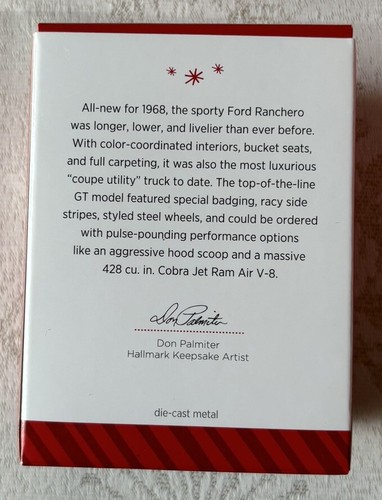 All-new for 1968, the sporty Ford Ranchero
was longer, lower, and livelier than ever before.
With color-coordinated interiors, bucket seats,
and full carpeting, it was also the most luxurious
"coupe utility" truck to date. The top-of-the-line
GT model featured special badging, racy side
stripes, styled steel wheels, and could be ordered
with pulse-pounding performance options
like an aggressive hood scoop and a massive
428 cu. in. Cobra Jet Ram Air V-8.
Don Palmiter
Don Palmiter
Hallmark Keepsake Artist
die-cast metal